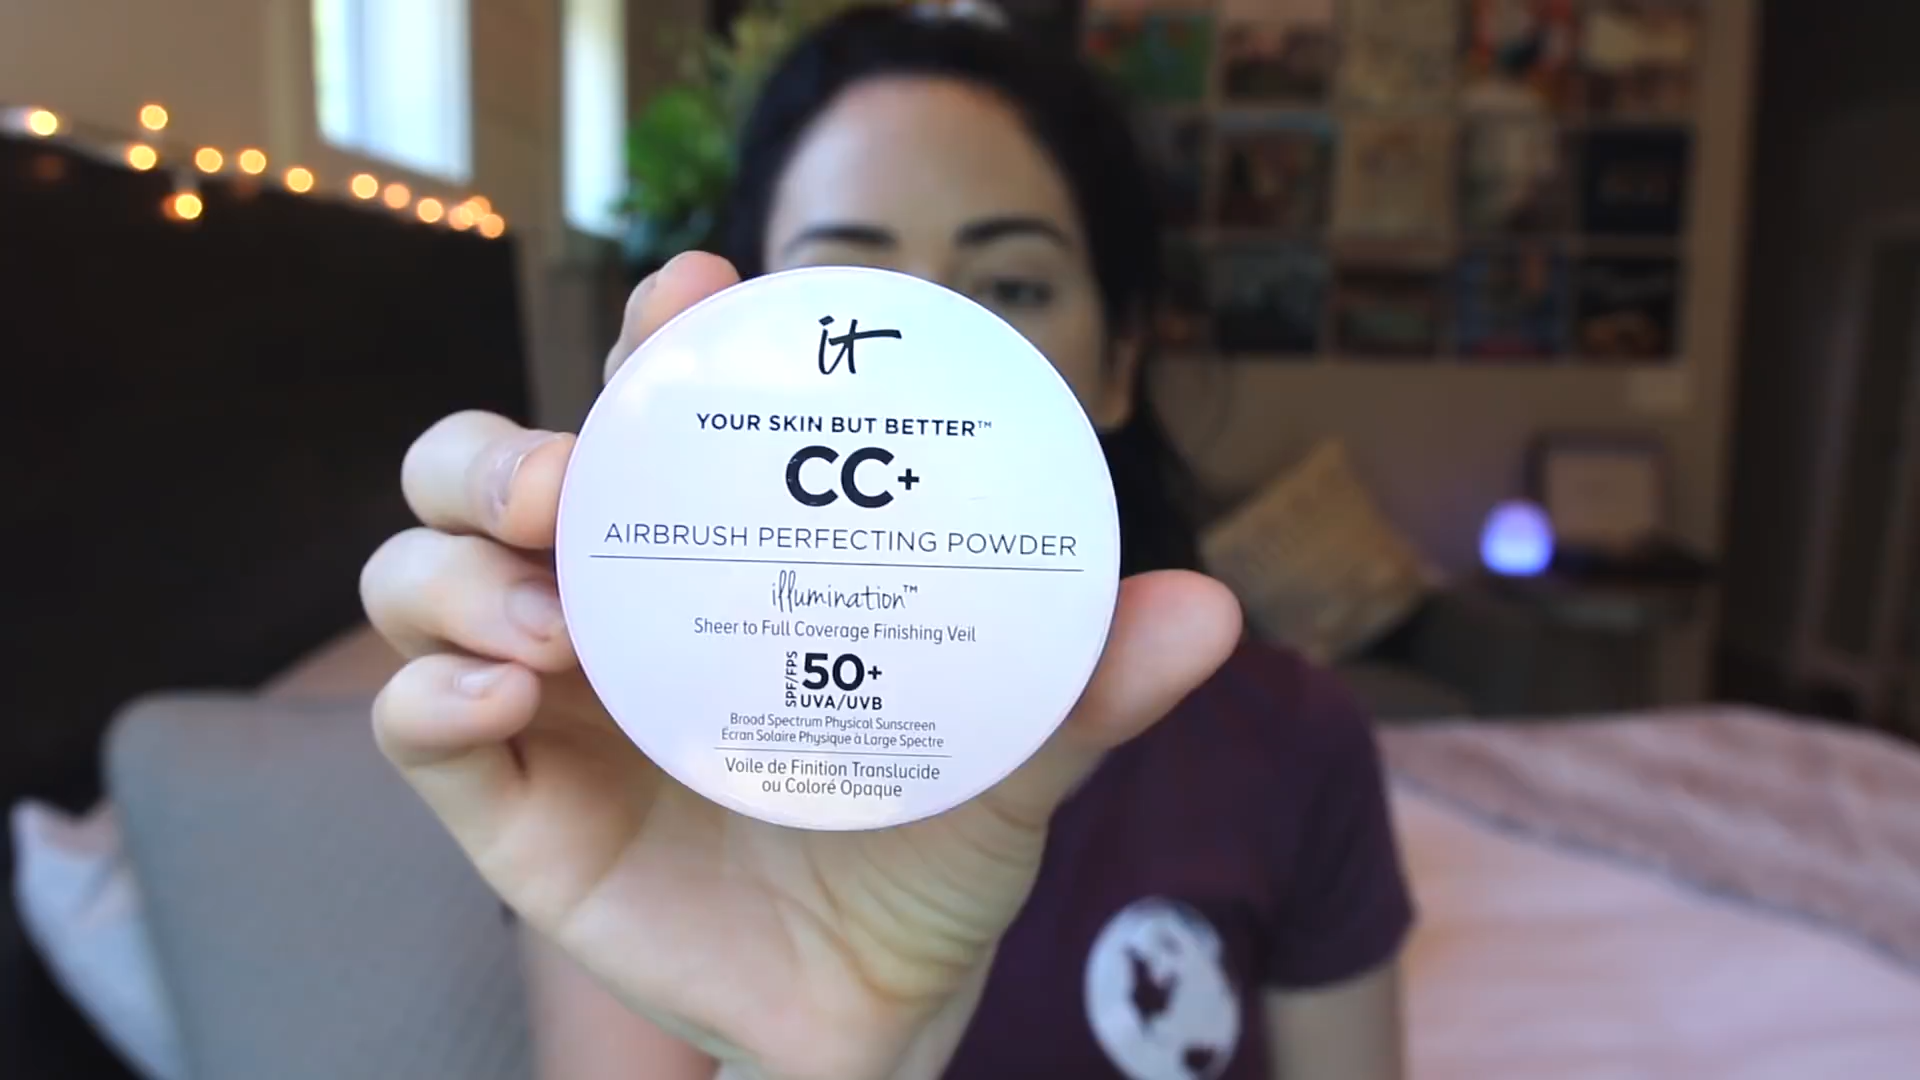 it
YOUR SKIN BUT BETTER™
CC+
AIRBRUSH PERFECTING POWDER
illumination™
Sheer to Full Coverage Finishing Veil
SPF/FPS 50+
UVA/UVB
Broad Spectrum Physical Sunscreen
Écran Solaire Physique à Large Spectre
Voile de Finition Translucide
ou Coloré Opaque